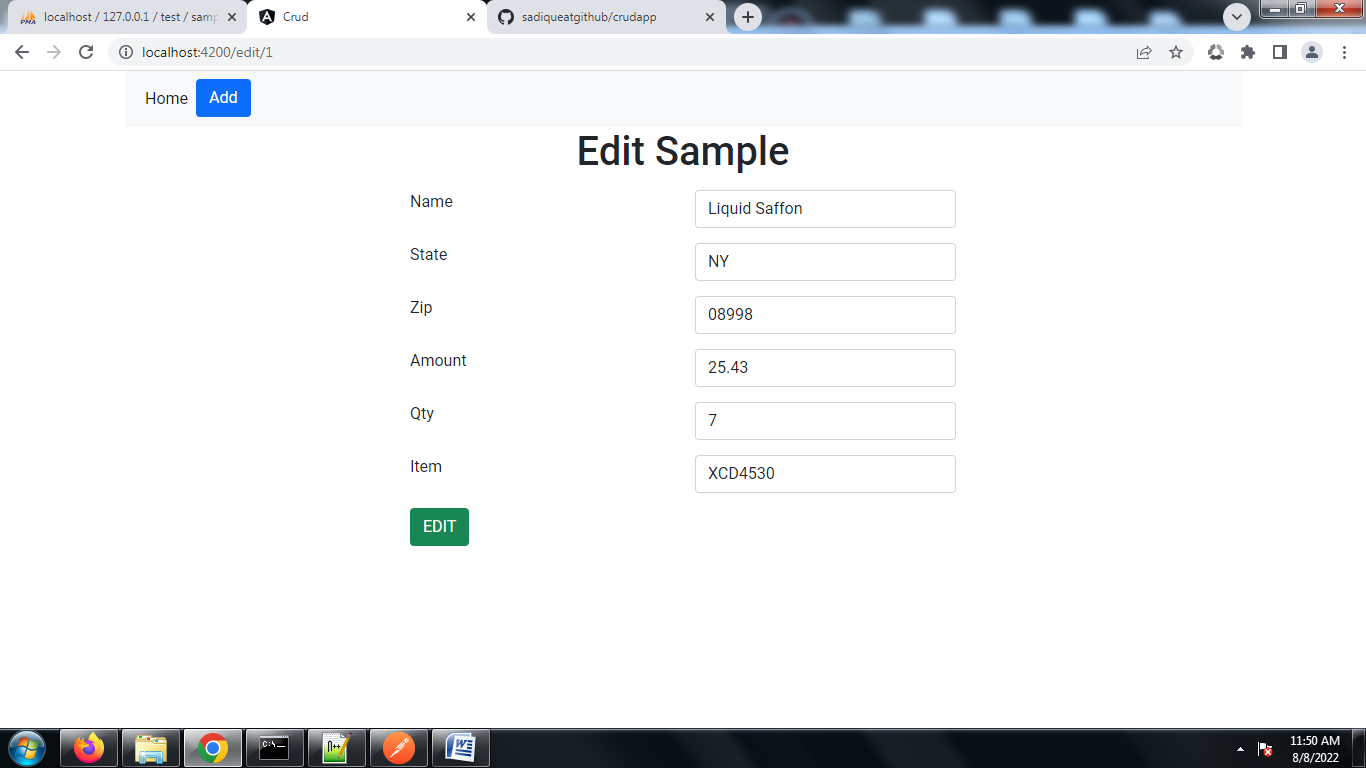 localhost / 127.0.0.1 / test / samp
Crud
sadiqueatgithub/crudapp
localhost:4200/edit/1
Home Add
Edit Sample
Name Liquid Saffon
State NY
Zip 08998
Amount 25.43
Qty 7
Item XCD4530
EDIT
11:50 AM
8/8/2022